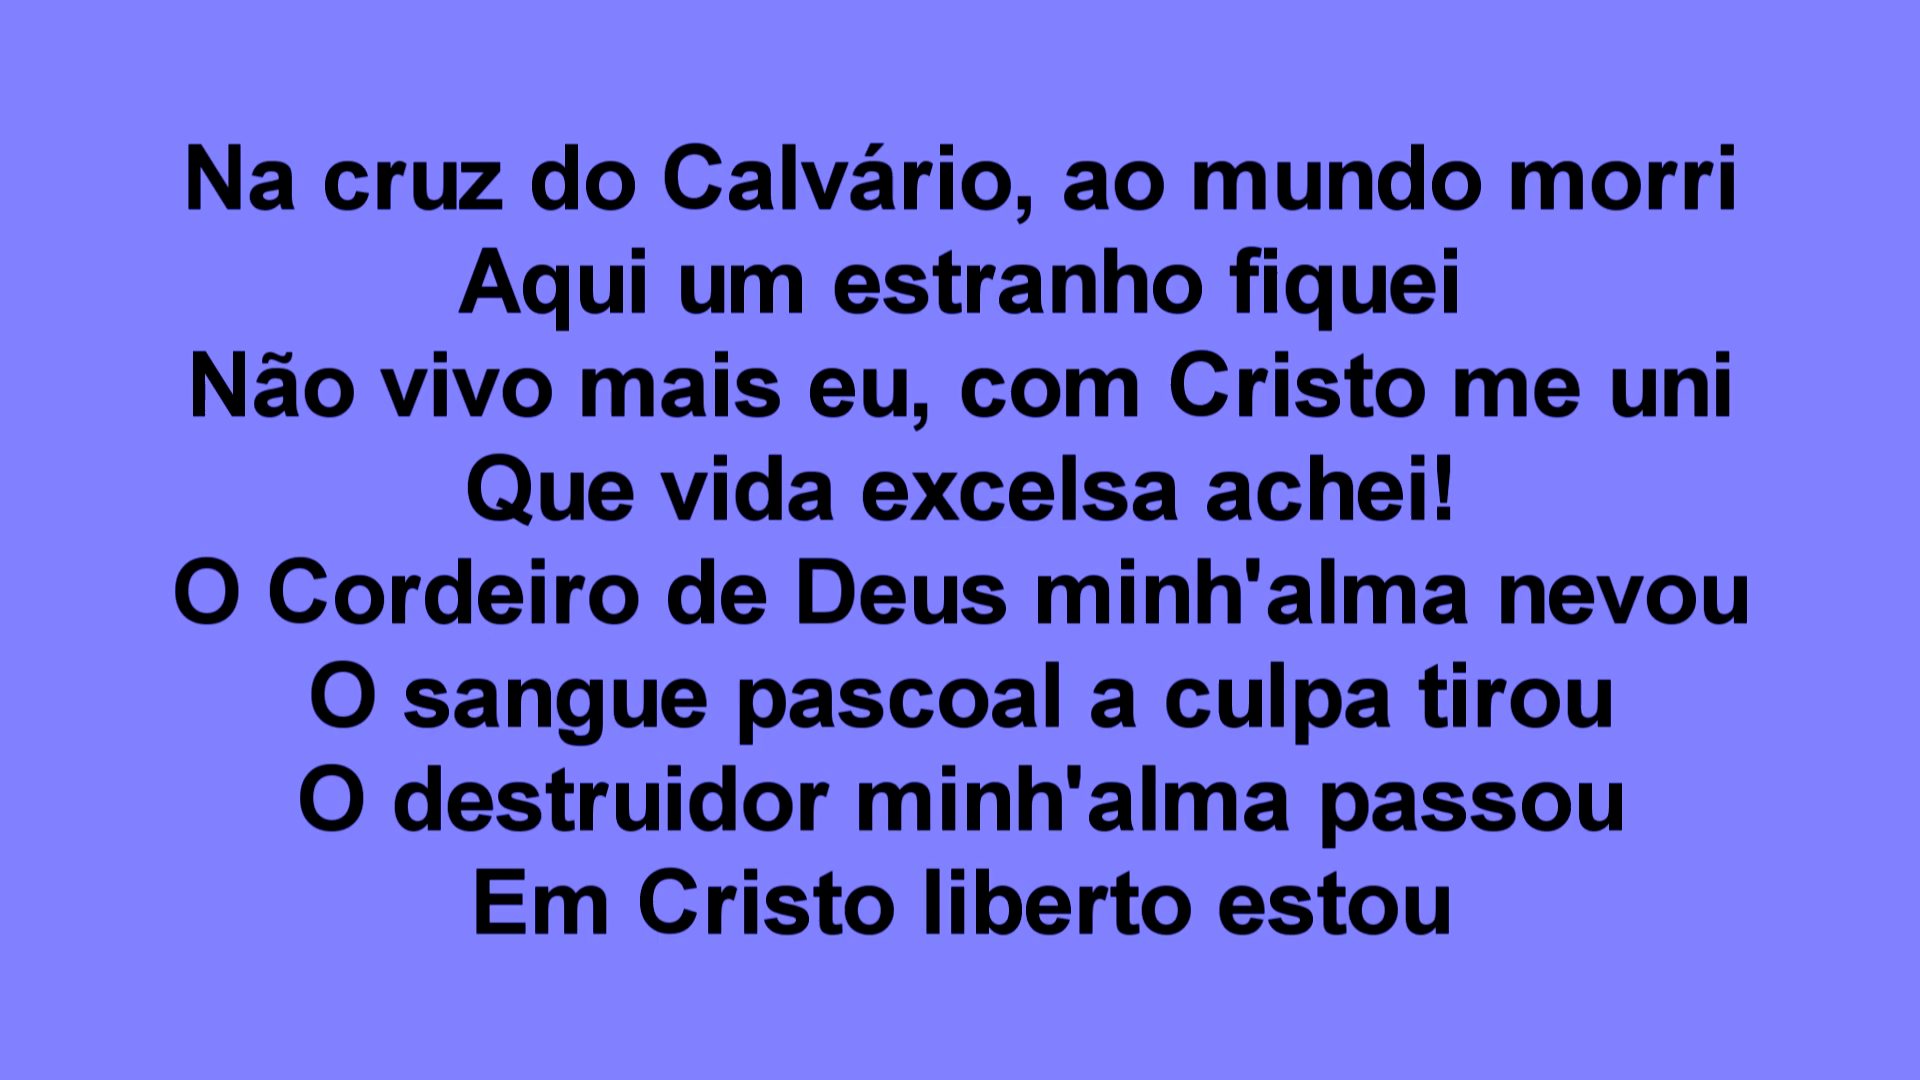 Na cruz do Calvário, ao mundo morri
Aqui um estranho fiquei
Não vivo mais eu, com Cristo me uni
Que vida excelsa achei!
O Cordeiro de Deus minh'alma nevou
O sangue pascoal a culpa tirou
O destruidor minh'alma passou
Em Cristo liberto estou